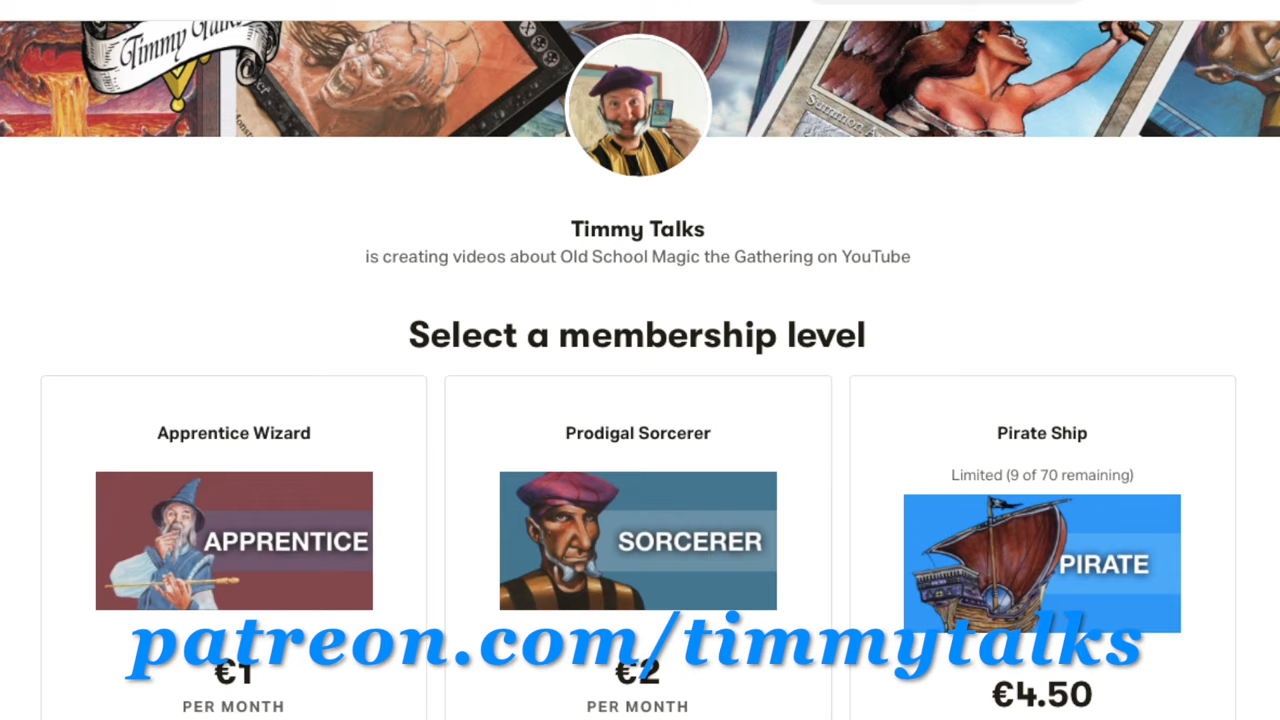 Timmy Talks
Summon A
Timmy Talks
is creating videos about Old School Magic the Gathering on YouTube
Select a membership level
Apprentice Wizard
Prodigal Sorcerer
Pirate Ship
Limited (9 of 70 remaining)
APPRENTICE
SORCERER
PIRATE
patreon.com/timmytalks
€1
€2
€4.50
PER MONTH
PER MONTH